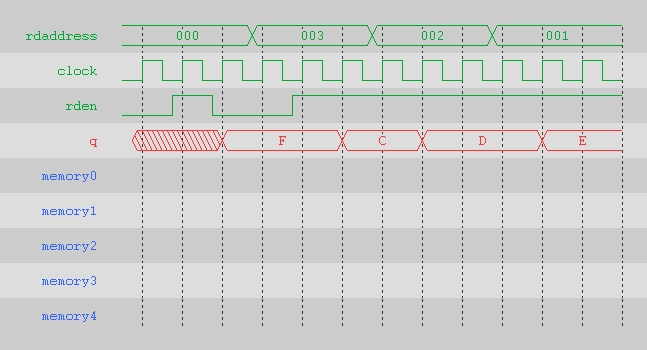 rdaddress 000 003 002 001
clock
rden
q F C D E
memory0
memory1
memory2
memory3
memory4